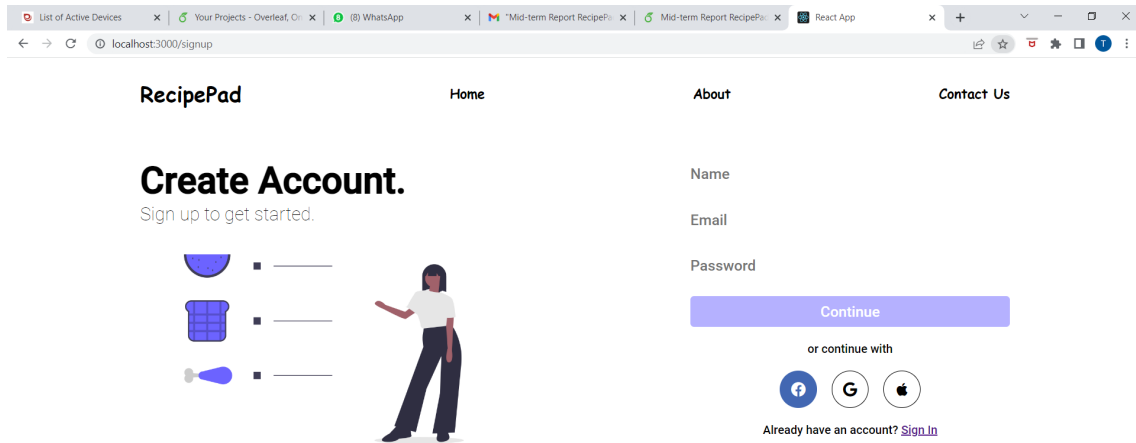 List of Active Devices
Your Projects - Overleaf, On
(8) WhatsApp
"Mid-term Report RecipePa
Mid-term Report RecipePad
React App
localhost:3000/signup
T
RecipePad
Home
About
Contact Us
Create Account.
Sign up to get started.
Name
Email
Password
Continue
or continue with
Already have an account? Sign In